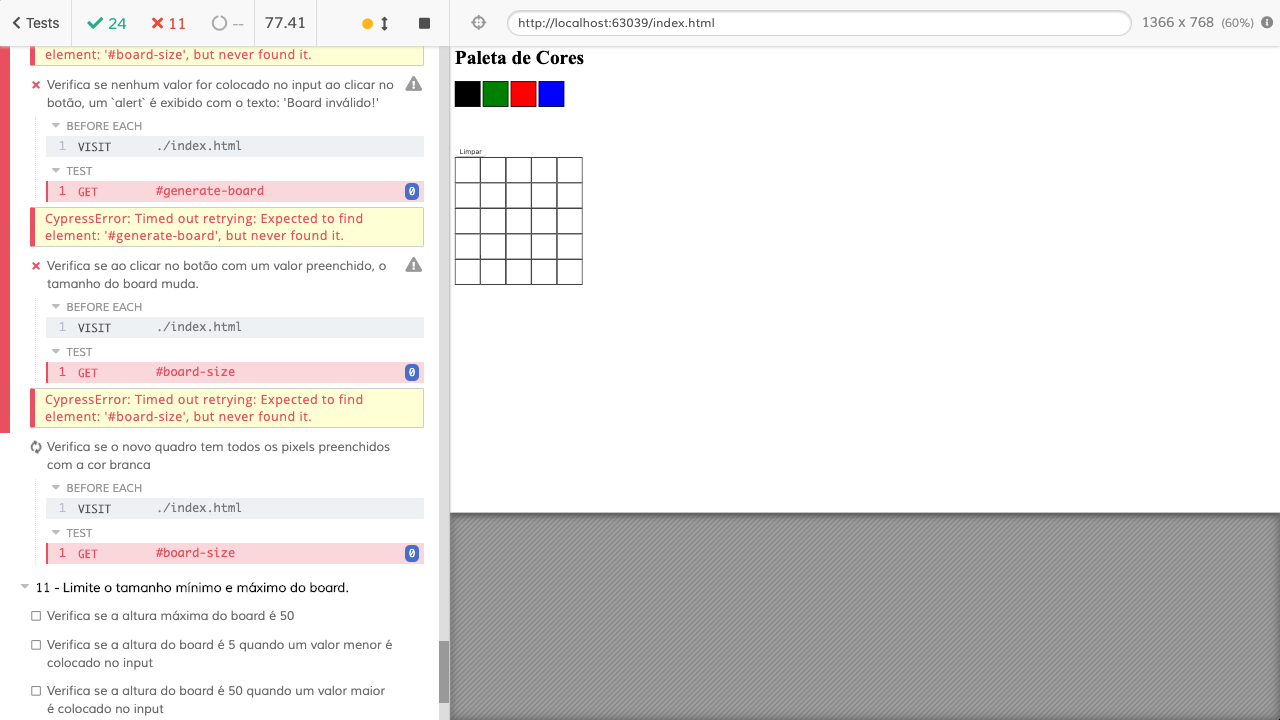 Tests
24
11
--
77.41
http://localhost:63039/index.html
1366 x 768 (60%)
element: '#board-size', but never found it.
Verifica se nenhum valor for colocado no input ao clicar no
botão, um `alert` é exibido com o texto: 'Board inválido!'
BEFORE EACH
1 VISIT ./index.html
TEST
1 GET #generate-board 0
CypressError: Timed out retrying: Expected to find
element: '#generate-board', but never found it.
Verifica se ao clicar no botão com um valor preenchido, o
tamanho do board muda.
BEFORE EACH
1 VISIT ./index.html
TEST
1 GET #board-size 0
CypressError: Timed out retrying: Expected to find
element: '#board-size', but never found it.
Verifica se o novo quadro tem todos os pixels preenchidos
com a cor branca
BEFORE EACH
1 VISIT ./index.html
TEST
1 GET #board-size 0
11 - Limite o tamanho mínimo e máximo do board.
Verifica se a altura máxima do board é 50
Verifica se a altura do board é 5 quando um valor menor é
colocado no input
Verifica se a altura do board é 50 quando um valor maior
é colocado no input
Paleta de Cores
Limpar